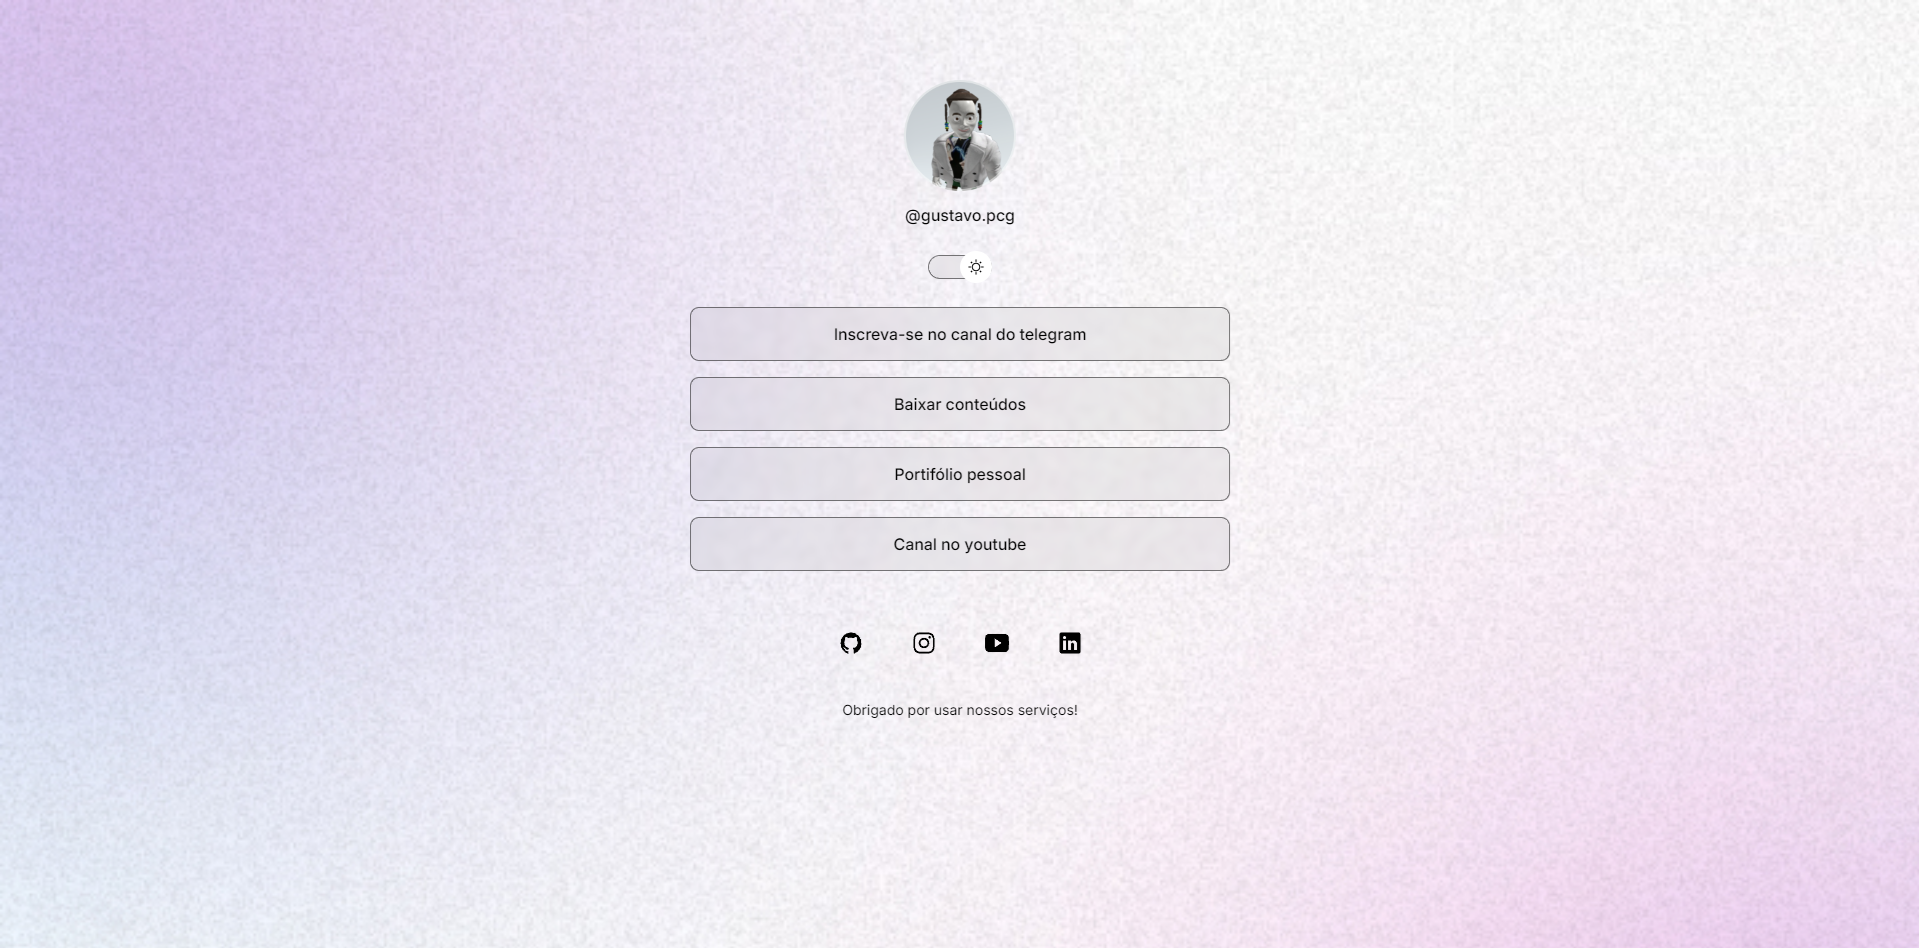 @gustavo.pcg
Inscreva-se no canal do telegram
Baixar conteúdos
Portifólio pessoal
Canal no youtube
in
Obrigado por usar nossos serviços!